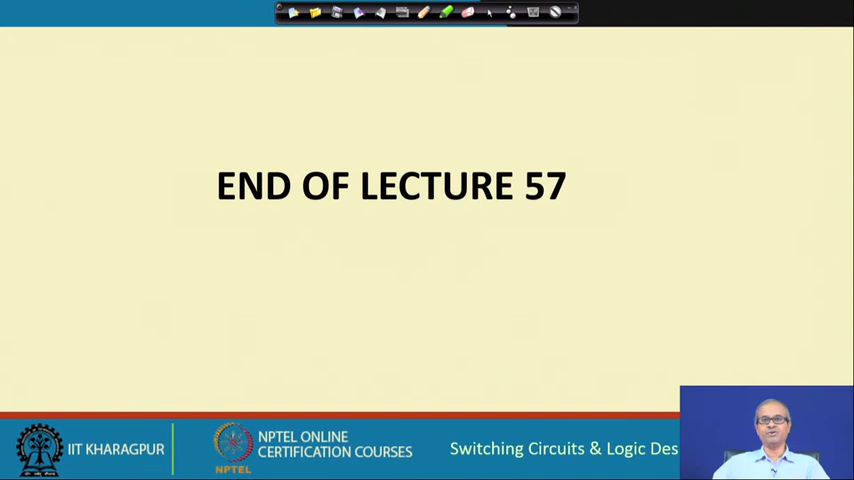 END OF LECTURE 57
IIT KHARAGPUR
NPTEL
NPTEL ONLINE
CERTIFICATION COURSES
Switching Circuits & Logic Des